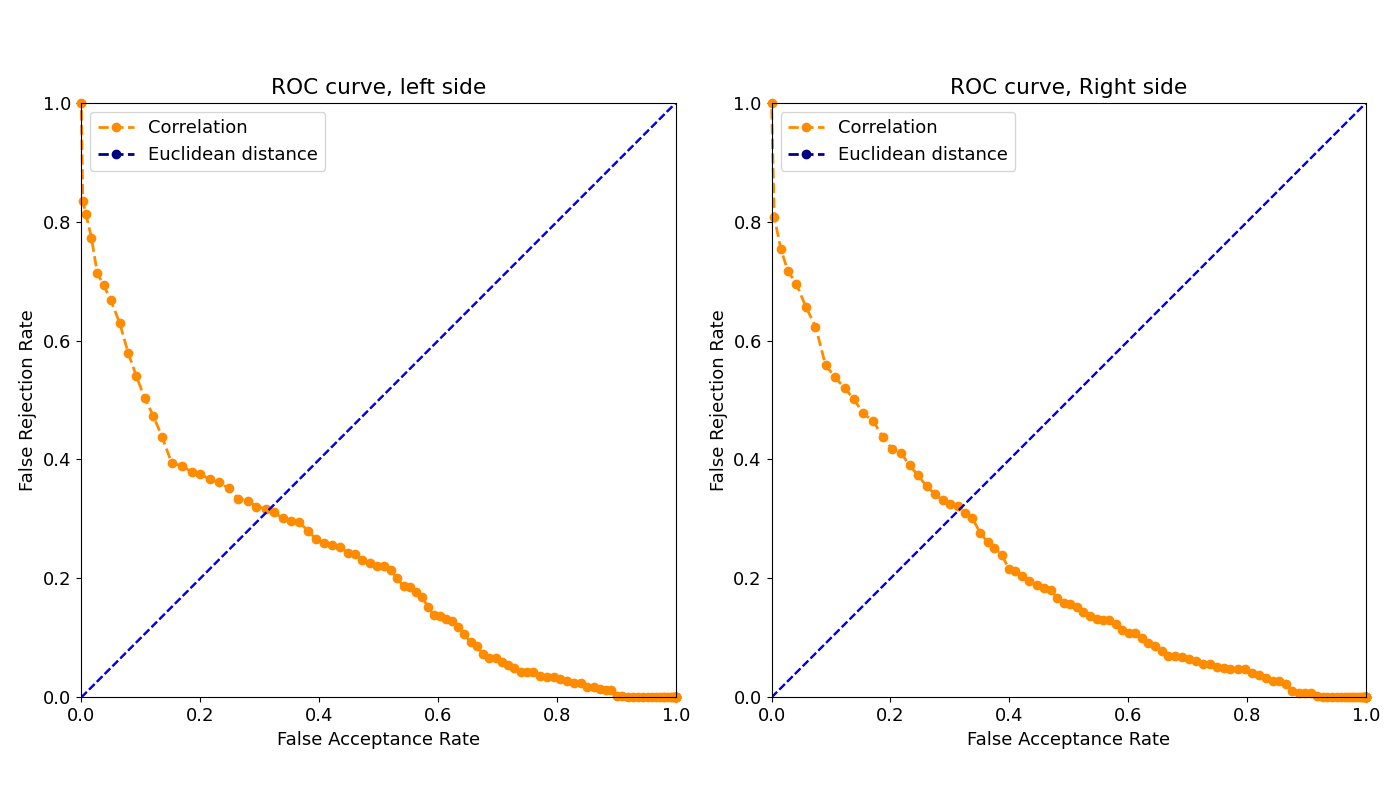 ROC curve, left side
Correlation
Euclidean distance
1.0
0.8
0.6
0.4
0.2
0.0
False Rejection Rate
0.0 0.2 0.4 0.6 0.8 1.0
False Acceptance Rate
ROC curve, Right side
Correlation
Euclidean distance
1.0
0.8
0.6
0.4
0.2
0.0
False Rejection Rate
0.0 0.2 0.4 0.6 0.8 1.0
False Acceptance Rate